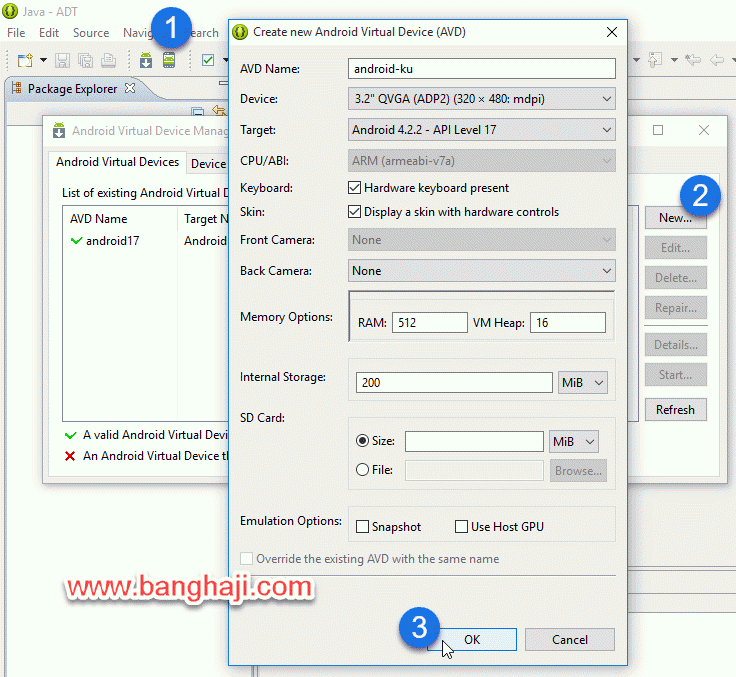 Java - ADT
File Edit Source
1
Package Explorer
Android Virtual Device
Android Virtual Devices Device
List of existing Android Virtual
AVD Name Target
android17 Android
A valid Android Virtual
An Android Virtual Device
Create new Android Virtual Device (AVD)
AVD Name: android-ku
Device: 3.2" QVGA (ADP2) (320 × 480: mdpi)
Target: Android 4.2.2 - API Level 17
CPU/ABI: ARM (armeabi-v7a)
Keyboard: Hardware keyboard present
Skin: Display a skin with hardware controls
Front Camera: None
Back Camera: None
Memory Options: RAM: 512 VM Heap: 16
Internal Storage: 200 MiB
SD Card:
Size: MiB
File: Browse...
Emulation Options: Snapshot Use Host GPU
Override the existing AVD with the same name
3 OK Cancel
2
New...
Edit...
Delete...
Repair...
Details...
Start...
Refresh
www.banghaji.com